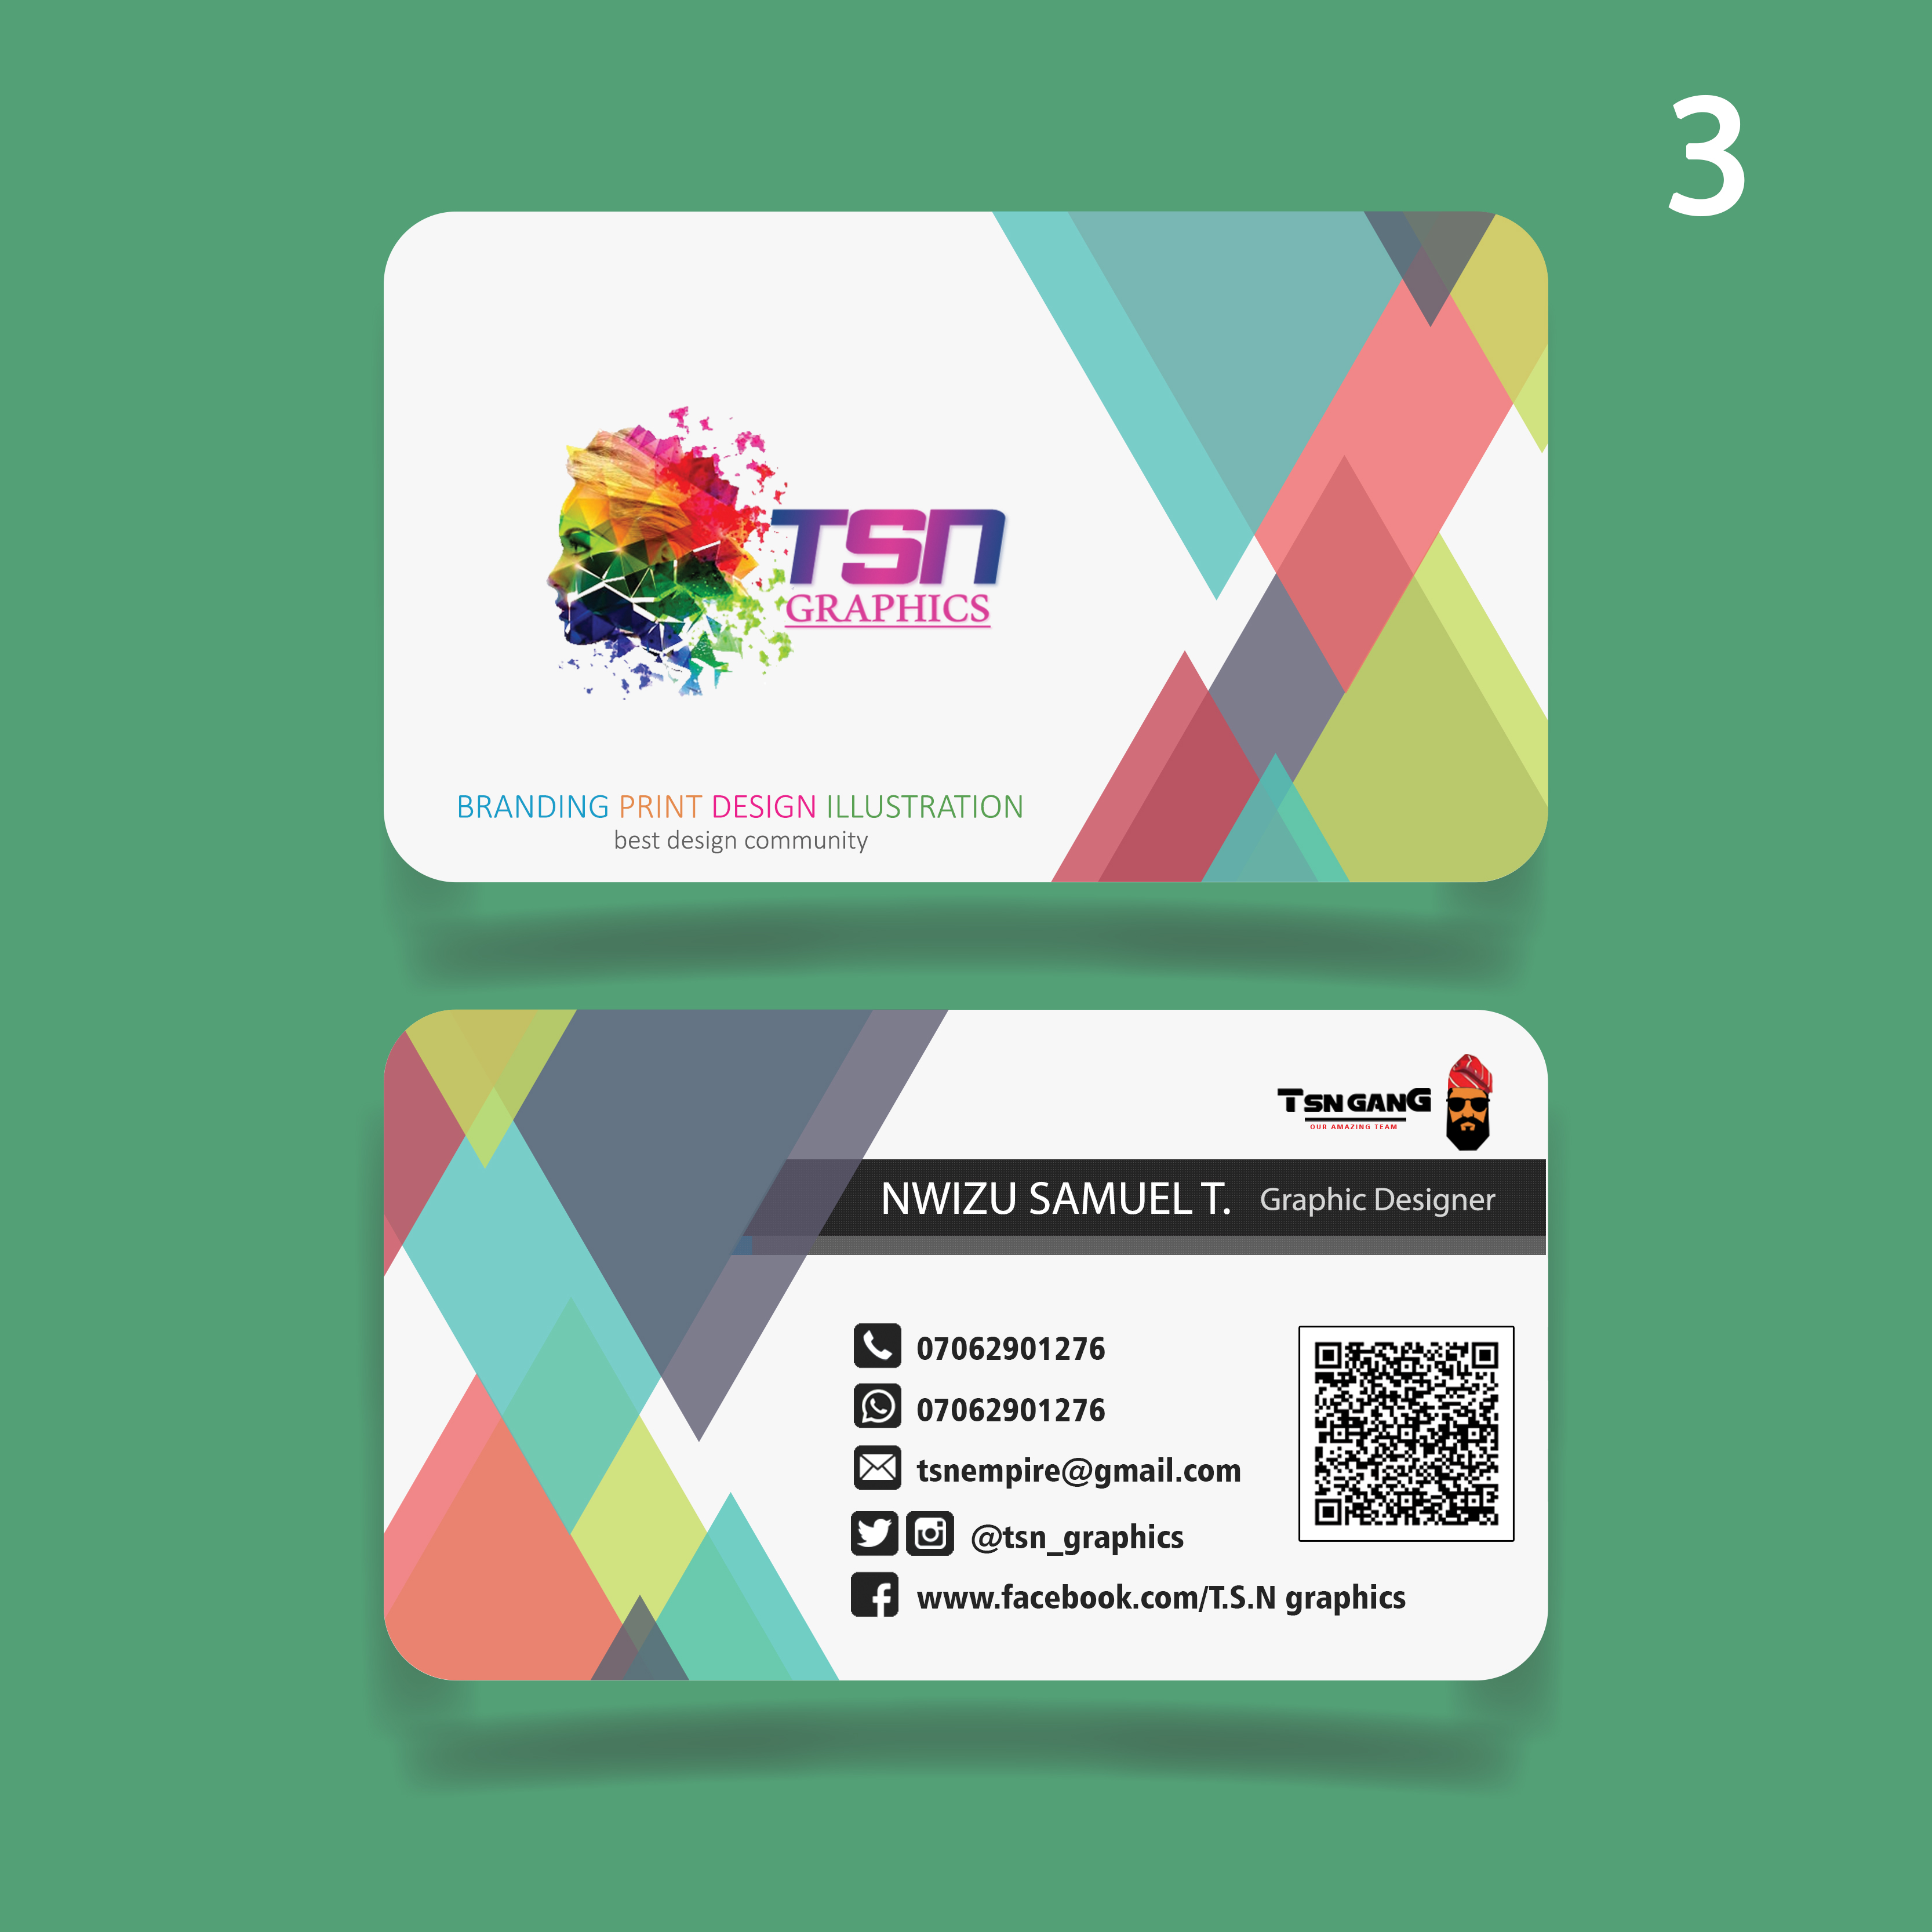 3
TSN
GRAPHICS
BRANDING PRINT DESIGN ILLUSTRATION
best design community
TSN GANG
OUR AMAZING TEAM
NWIZU SAMUEL T. Graphic Designer
07062901276
07062901276
tsnempire@gmail.com
@tsn_graphics
www.facebook.com/T.S.N graphics